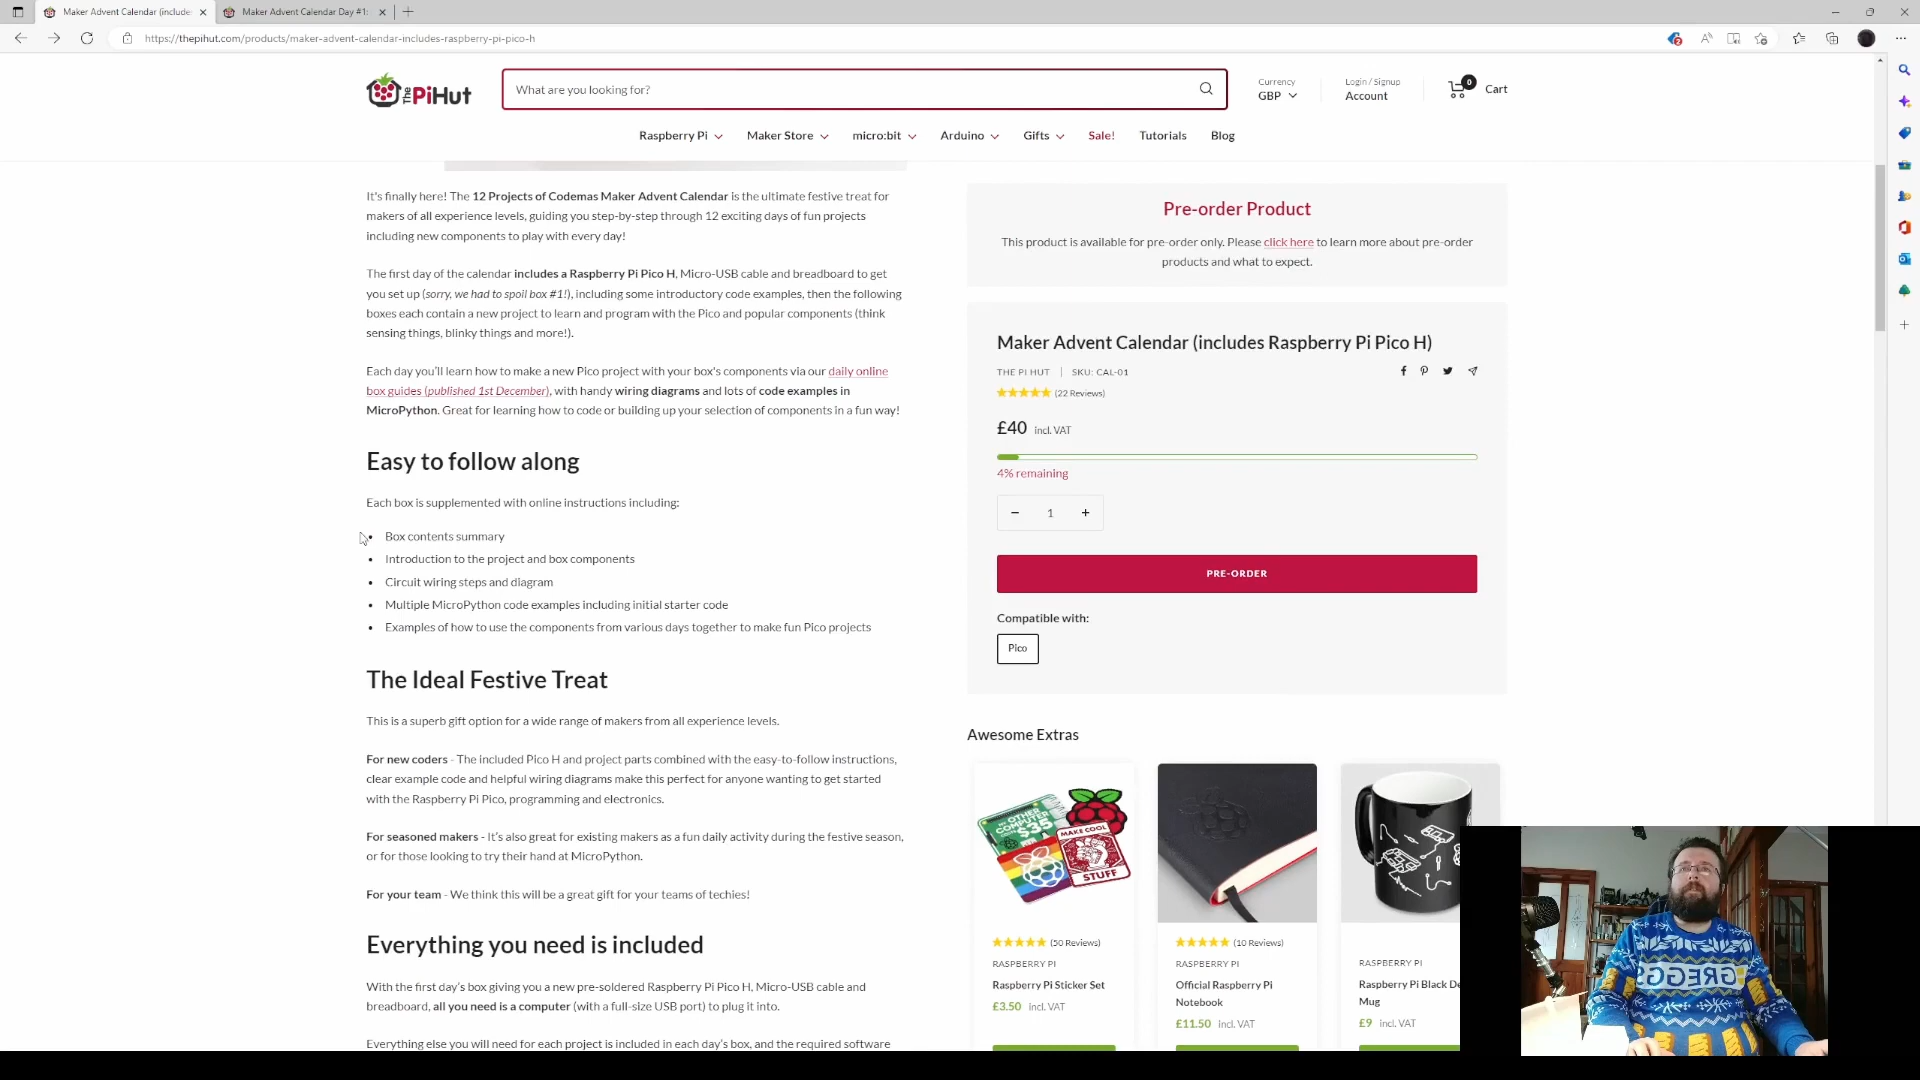 Maker Advent Calendar (include
Maker Advent Calendar Day #1:
https://thepihut.com/products/maker-advent-calendar-includes-raspberry-pi-pico-h
The PiHut
What are you looking for?
Currency
GBP
Login / Signup
Account
0
Cart
Raspberry Pi
Maker Store
micro:bit
Arduino
Gifts
Sale!
Tutorials
Blog
It's finally here! The 12 Projects of Codemas Maker Advent Calendar is the ultimate festive treat for
makers of all experience levels, guiding you step-by-step through 12 exciting days of fun projects
including new components to play with every day!
The first day of the calendar includes a Raspberry Pi Pico H, Micro-USB cable and breadboard to get
you set up (sorry, we had to spoil box #1!), including some introductory code examples, then the following
boxes each contain a new project to learn and program with the Pico and popular components (think
sensing things, blinky things and more!).
Each day you'll learn how to make a new Pico project with your box's components via our daily online
box guides (published 1st December), with handy wiring diagrams and lots of code examples in
MicroPython. Great for learning how to code or building up your selection of components in a fun way!
Easy to follow along
Each box is supplemented with online instructions including:
• Box contents summary
• Introduction to the project and box components
• Circuit wiring steps and diagram
• Multiple MicroPython code examples including initial starter code
• Examples of how to use the components from various days together to make fun Pico projects
The Ideal Festive Treat
This is a superb gift option for a wide range of makers from all experience levels.
For new coders - The included Pico H and project parts combined with the easy-to-follow instructions,
clear example code and helpful wiring diagrams make this perfect for anyone wanting to get started
with the Raspberry Pi Pico, programming and electronics.
For seasoned makers - It's also great for existing makers as a fun daily activity during the festive season,
or for those looking to try their hand at MicroPython.
For your team - We think this will be a great gift for your teams of techies!
Everything you need is included
With the first day's box giving you a new pre-soldered Raspberry Pi Pico H, Micro-USB cable and
breadboard, all you need is a computer (with a full-size USB port) to plug it into.
Everything else you will need for each project is included in each day's box, and the required software
Pre-order Product
This product is available for pre-order only. Please click here to learn more about pre-order
products and what to expect.
Maker Advent Calendar (includes Raspberry Pi Pico H)
THE PI HUT | SKU: CAL-01
(22 Reviews)
£40 incl. VAT
4% remaining
− 1 +
PRE-ORDER
Compatible with:
Pico
Awesome Extras
MY OTHER
COMPUTER
$35
MAKE COOL
STUFF
(50 Reviews)
RASPBERRY PI
Raspberry Pi Sticker Set
£3.50 incl. VAT
(10 Reviews)
RASPBERRY PI
Official Raspberry Pi
Notebook
£11.50 incl. VAT
RASPBERRY PI
Raspberry Pi Black De
Mug
£9 incl. VAT
GREGGS